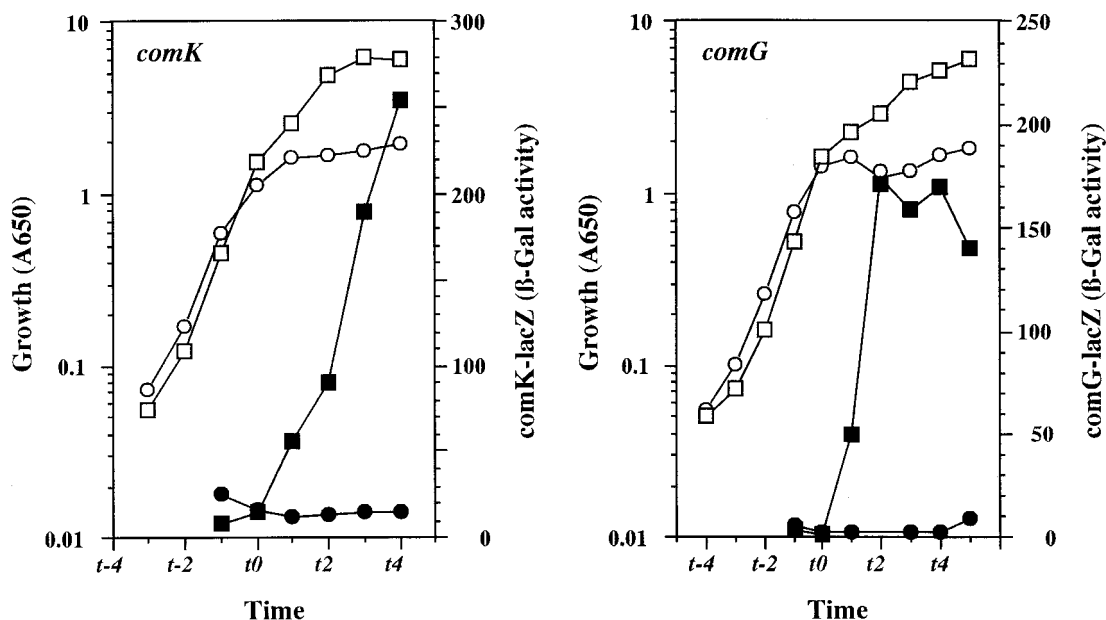 comK
10
1
0.1
0.01
Growth (A650)
300
200
100
0
comK-lacZ (ß-Gal activity)
t-4 t-2 t0 t2 t4
Time
comG
10
1
0.1
0.01
Growth (A650)
250
200
150
100
50
0
comG-lacZ (ß-Gal activity)
t-4 t-2 t0 t2 t4
Time